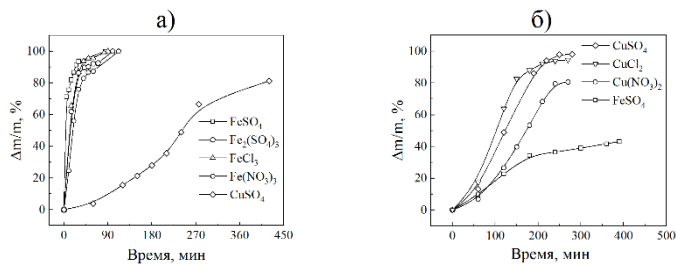 а)
Δm/m, %
100
80
60
40
20
0
FeSO₄
Fe₂(SO₄)₃
FeCl₃
Fe(NO₃)₃
CuSO₄
0 90 180 270 360 450
Время, мин
б)
Δm/m, %
100
80
60
40
20
0
CuSO₄
CuCl₂
Cu(NO₃)₂
FeSO₄
0 100 200 300 400 500
Время, мин